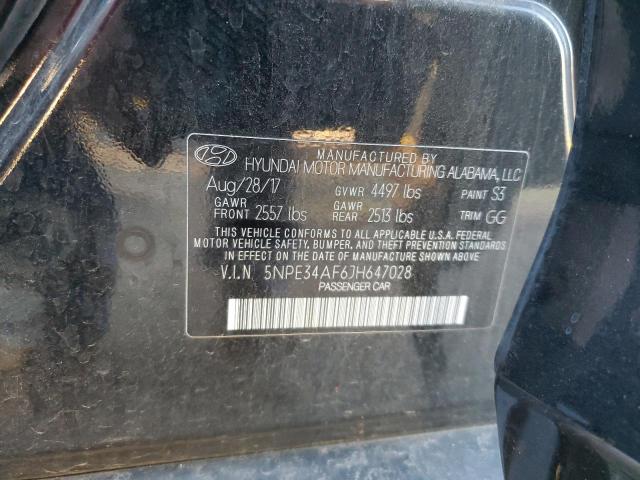 MANUFACTURED BY
HYUNDAI MOTOR MANUFACTURING ALABAMA, LLC
Aug/28/17 GVWR 4497 lbs PAINT S3
GAWR FRONT 2557 lbs GAWR REAR 2513 lbs TRIM GG
THIS VEHICLE CONFORMS TO ALL APPLICABLE U.S.A. FEDERAL
MOTOR VEHICLE SAFETY, BUMPER, AND THEFT PREVENTION
STANDARDS IN EFFECT ON THE DATE OF MANUFACTURE SHOWN ABOVE.
V.I.N 5NPE34AF6JH647028
PASSENGER CAR